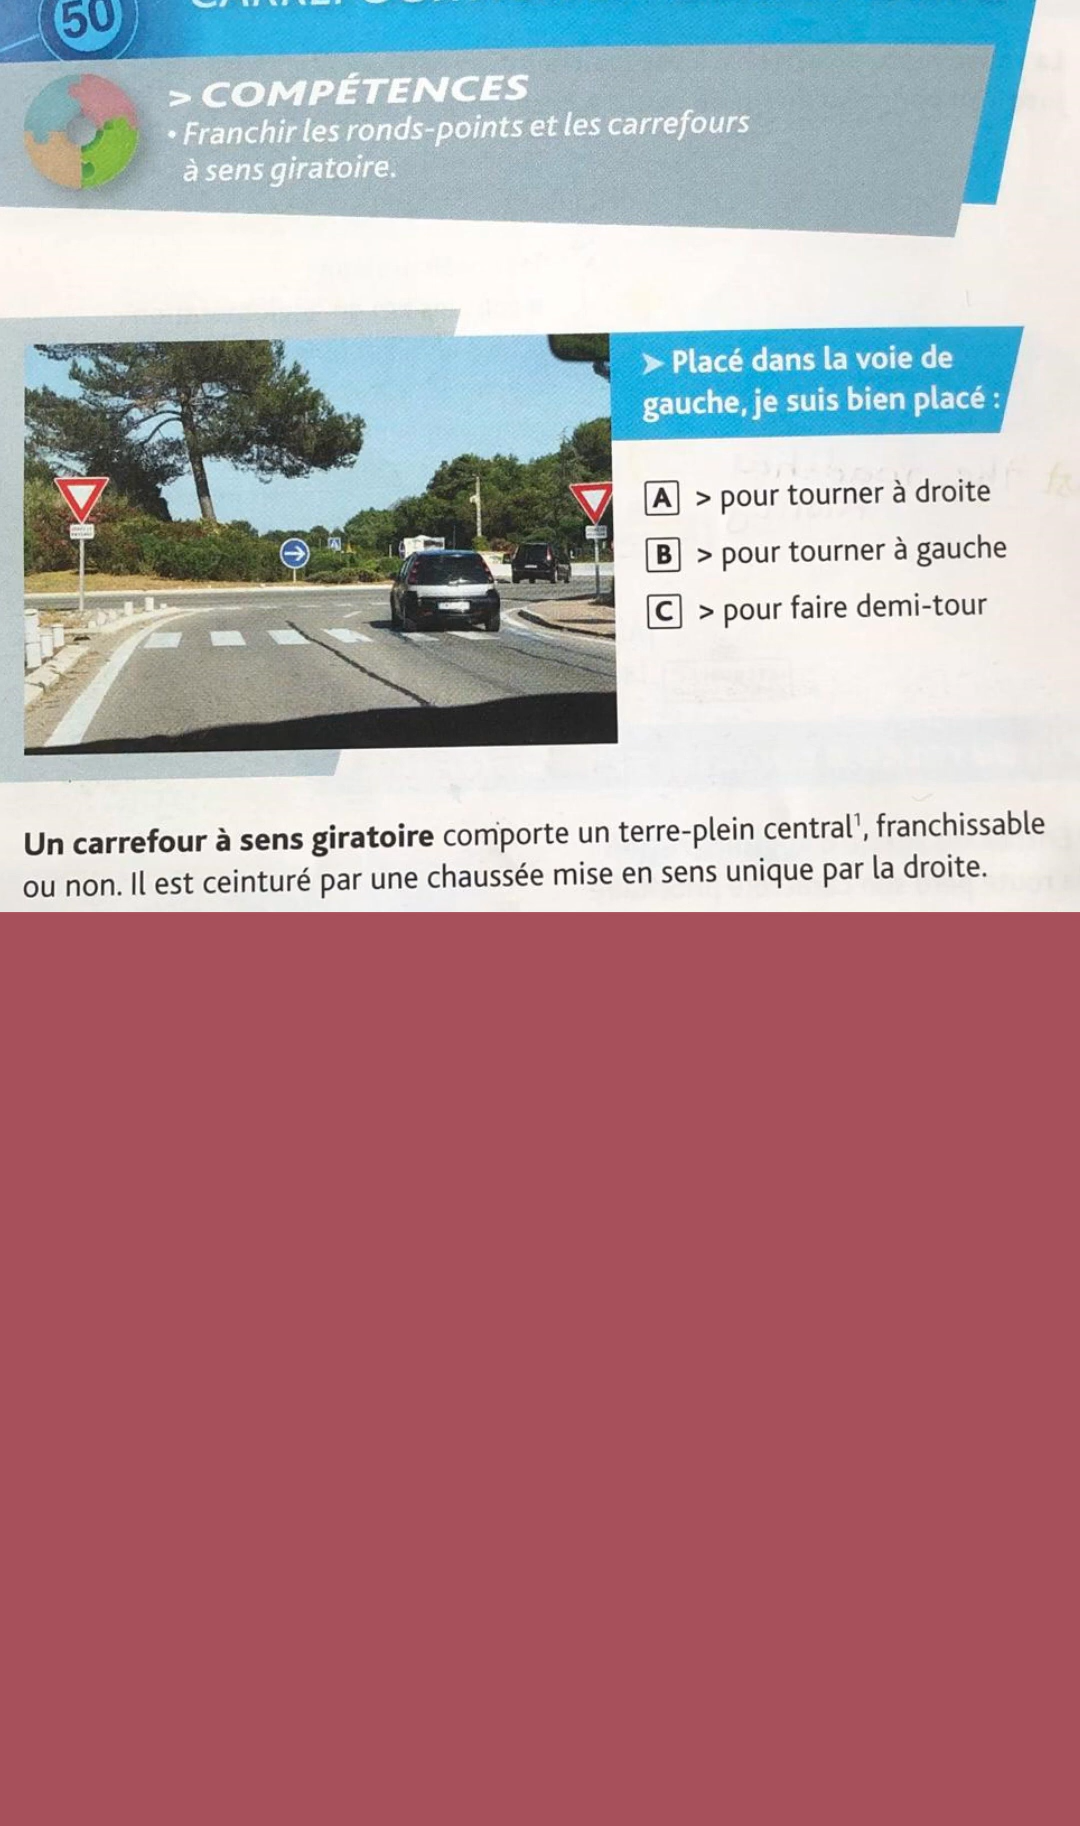 50
> COMPÉTENCES
• Franchir les ronds-points et les carrefours
à sens giratoire.
➤ Placé dans la voie de
gauche, je suis bien placé :
A > pour tourner à droite
B > pour tourner à gauche
C > pour faire demi-tour
Un carrefour à sens giratoire comporte un terre-plein central¹, franchissable
ou non. Il est ceinturé par une chaussée mise en sens unique par la droite.